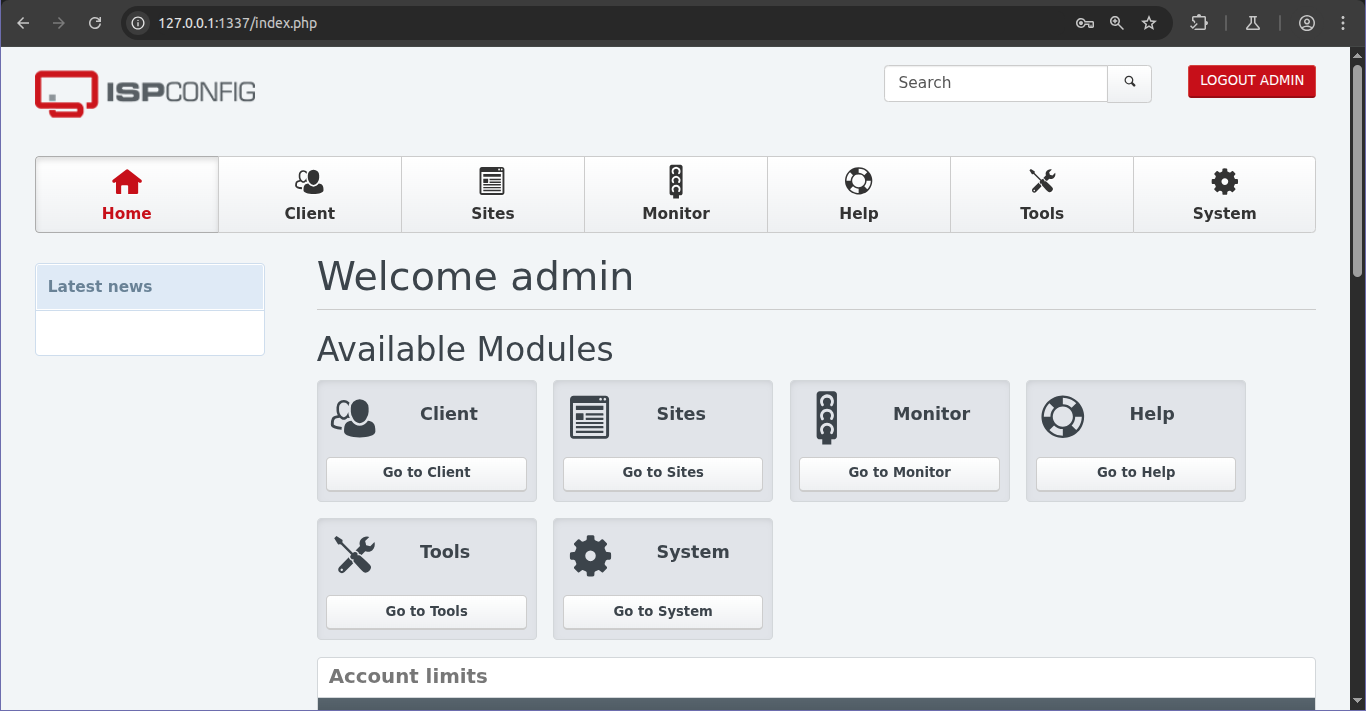 127.0.0.1:1337/index.php
ISPCONFIG
Search
LOGOUT ADMIN
Home
Client
Sites
Monitor
Help
Tools
System
Latest news
Welcome admin
Available Modules
Client
Sites
Monitor
Help
Go to Client
Go to Sites
Go to Monitor
Go to Help
Tools
System
Go to Tools
Go to System
Account limits